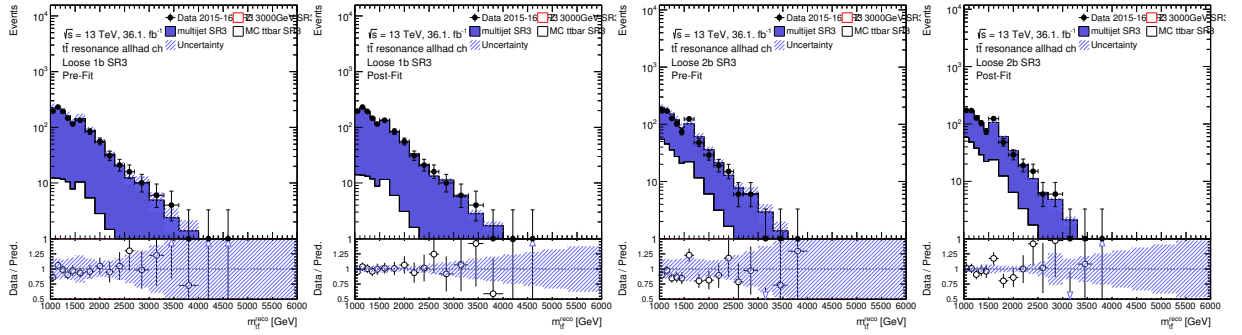 Events
Data 2015-16
Z' 3000GeV SR3
multijet SR3
MC ttbar SR3
Uncertainty
√s = 13 TeV, 36.1. fb⁻¹
tt̄ resonance allhad ch
Loose 1b SR3
Pre-Fit
10⁴
10³
10²
10
1
Data / Pred.
1.25
1
0.75
0.5
1000 1500 2000 2500 3000 3500 4000 4500 5000 5500 6000
m_tt̄^reco [GeV]
Events
Data 2015-16
Z' 3000GeV SR3
multijet SR3
MC ttbar SR3
Uncertainty
√s = 13 TeV, 36.1. fb⁻¹
tt̄ resonance allhad ch
Loose 1b SR3
Post-Fit
10⁴
10³
10²
10
1
Data / Pred.
1.25
1
0.75
0.5
1000 1500 2000 2500 3000 3500 4000 4500 5000 5500 6000
m_tt̄^reco [GeV]
Events
Data 2015-16
Z' 3000GeV SR3
multijet SR3
MC ttbar SR3
Uncertainty
√s = 13 TeV, 36.1. fb⁻¹
tt̄ resonance allhad ch
Loose 2b SR3
Pre-Fit
10³
10²
10
1
Data / Pred.
1.25
1
0.75
0.5
1000 1500 2000 2500 3000 3500 4000 4500 5000 5500 6000
m_tt̄^reco [GeV]
Events
Data 2015-16
Z' 3000GeV SR3
multijet SR3
MC ttbar SR3
Uncertainty
√s = 13 TeV, 36.1. fb⁻¹
tt̄ resonance allhad ch
Loose 2b SR3
Post-Fit
10³
10²
10
1
Data / Pred.
1.25
1
0.75
0.5
1000 1500 2000 2500 3000 3500 4000 4500 5000 5500 6000
m_tt̄^reco [GeV]